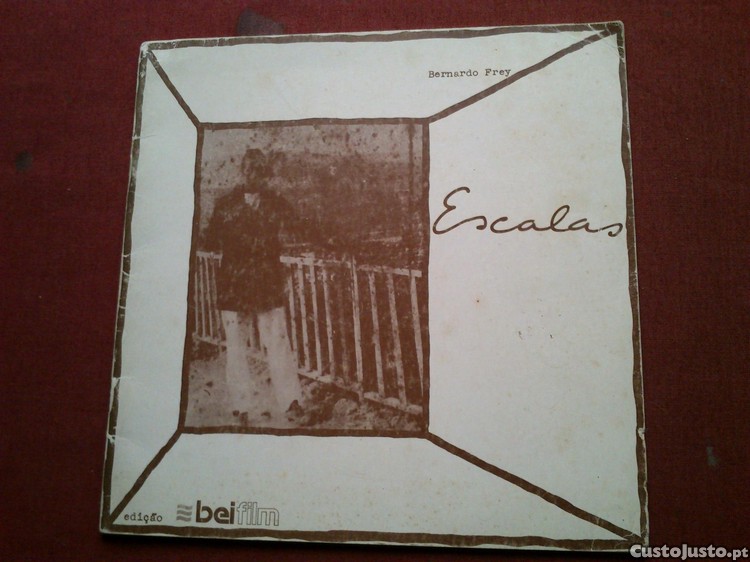 Bernardo Frey
Escalas
edição beifilm
CustoJusto.pt